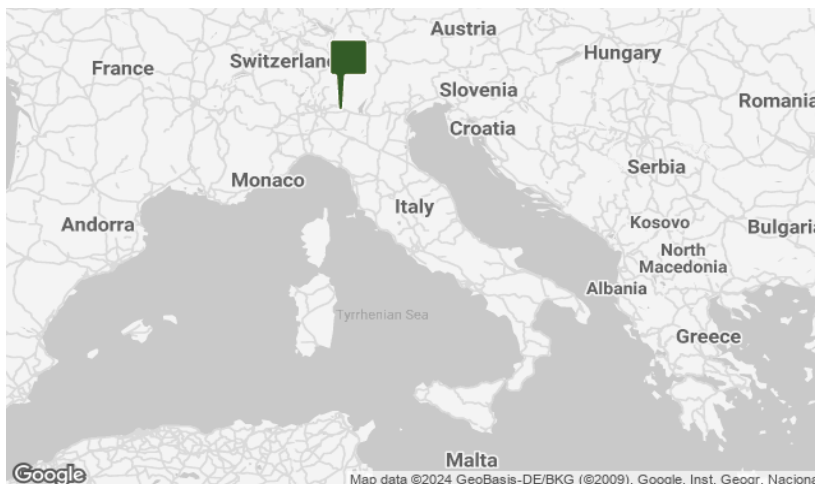 Austria
Hungary
France
Switzerlan
Slovenia
Romania
Croatia
Serbia
Monaco
Italy
Andorra
Kosovo
Bulgaria
North
Macedonia
Albania
Tyrrhenian Sea
Greece
Malta
Google
Map data ©2024 GeoBasis-DE/BKG (©2009), Google, Inst. Geogr. Naciona